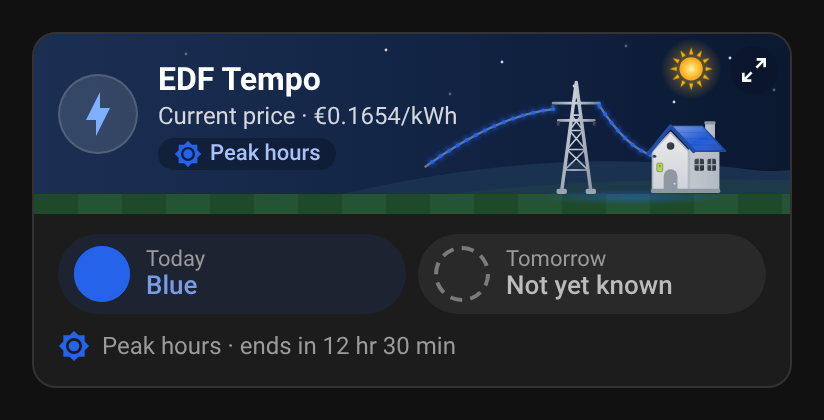 EDF Tempo
Current price · €0.1654/kWh
Peak hours
Today
Blue
Tomorrow
Not yet known
Peak hours · ends in 12 hr 30 min